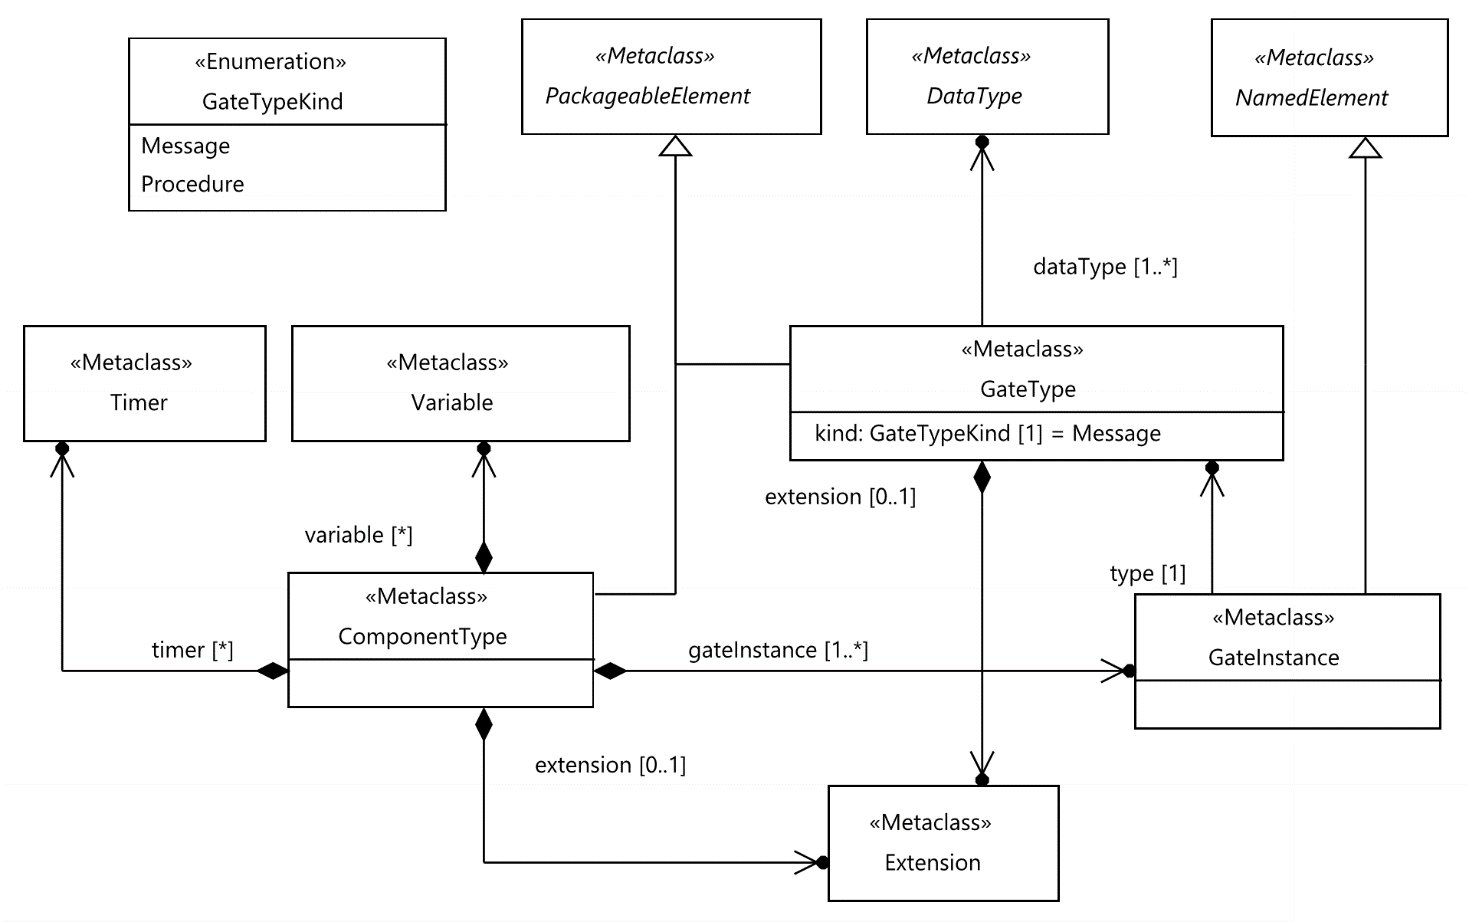 «Enumeration»
GateTypeKind
Message
Procedure
«Metaclass»
PackageableElement
«Metaclass»
DataType
«Metaclass»
NamedElement
dataType [1..*]
«Metaclass»
Timer
«Metaclass»
Variable
«Metaclass»
GateType
kind: GateTypeKind [1] = Message
extension [0..1]
variable [*]
type [1]
«Metaclass»
ComponentType
timer [*]
gateInstance [1..*]
«Metaclass»
GateInstance
extension [0..1]
«Metaclass»
Extension